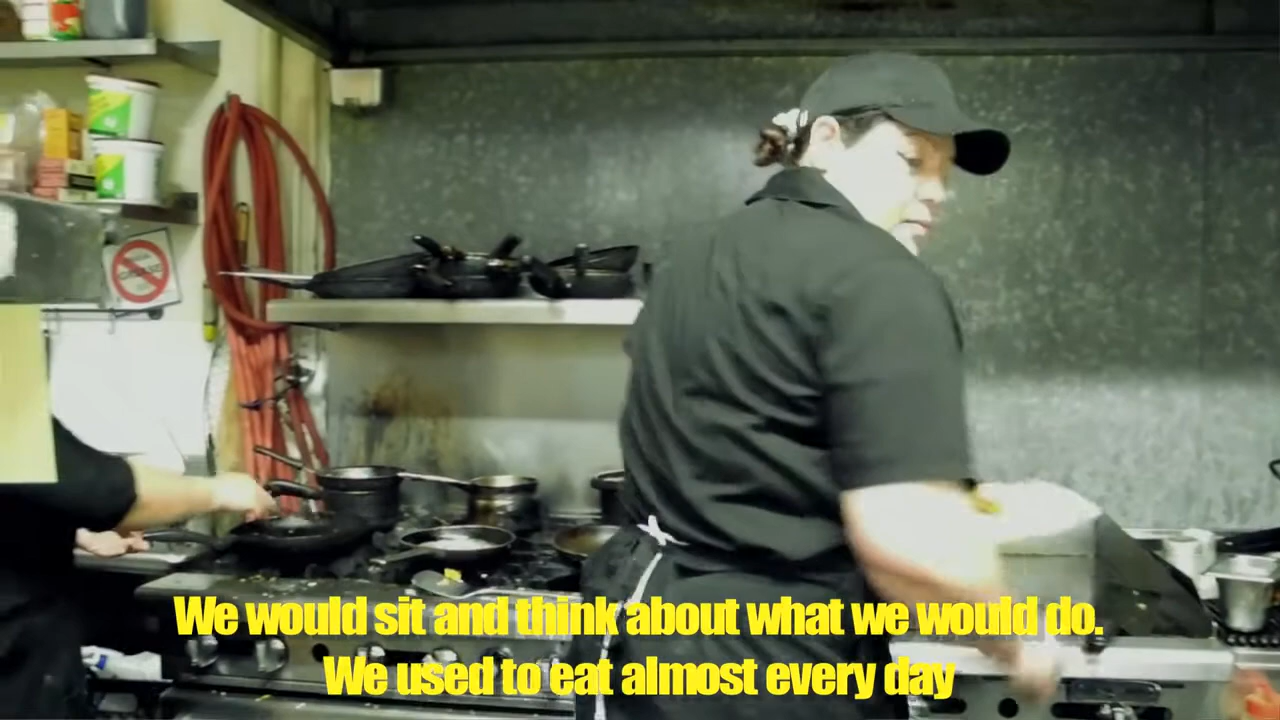 We would sit and think about what we would do.
We used to eat almost every day